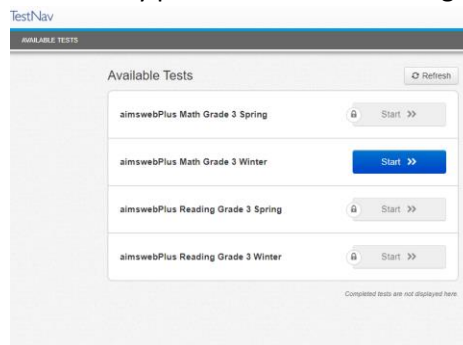 TestNav
AVAILABLE TESTS
Available Tests
Refresh
aimswebPlus Math Grade 3 Spring
Start >>
aimswebPlus Math Grade 3 Winter
Start >>
aimswebPlus Reading Grade 3 Spring
Start >>
aimswebPlus Reading Grade 3 Winter
Start >>
Completed tests are not displayed here